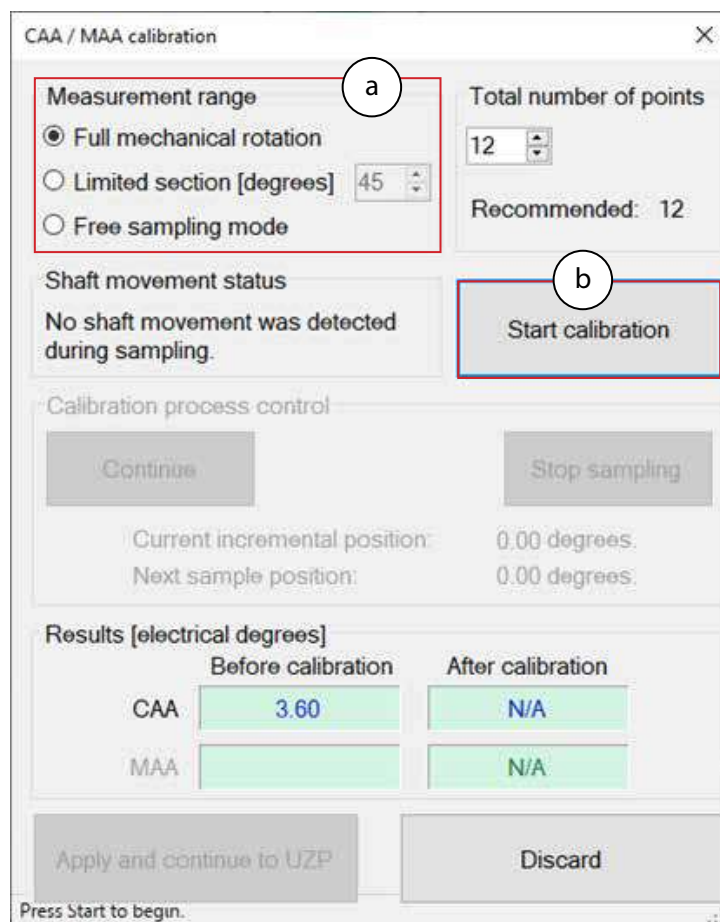 CAA / MAA calibration
a
Measurement range
Full mechanical rotation
Limited section [degrees] 45
Free sampling mode
Total number of points
12
Recommended: 12
Shaft movement status
No shaft movement was detected
during sampling.
b
Start calibration
Calibration process control
Continue
Stop sampling
Current incremental position: 0.00 degrees.
Next sample position: 0.00 degrees.
Results [electrical degrees]
Before calibration After calibration
CAA 3.60 N/A
MAA N/A
Apply and continue to UZP
Discard
Press Start to begin.